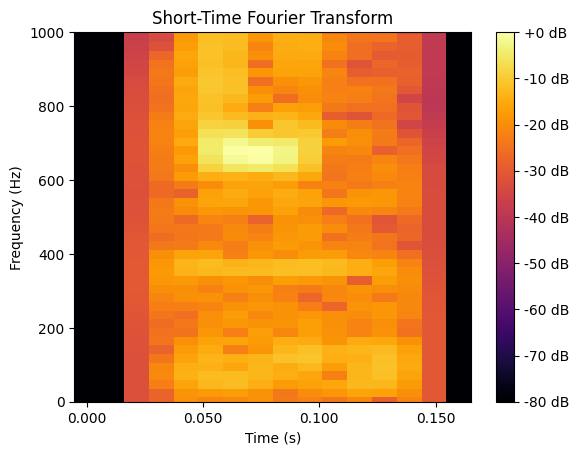 Short-Time Fourier Transform
1000
800
600
400
200
0
Frequency (Hz)
0.000
0.050
0.100
0.150
Time (s)
+0 dB
-10 dB
-20 dB
-30 dB
-40 dB
-50 dB
-60 dB
-70 dB
-80 dB